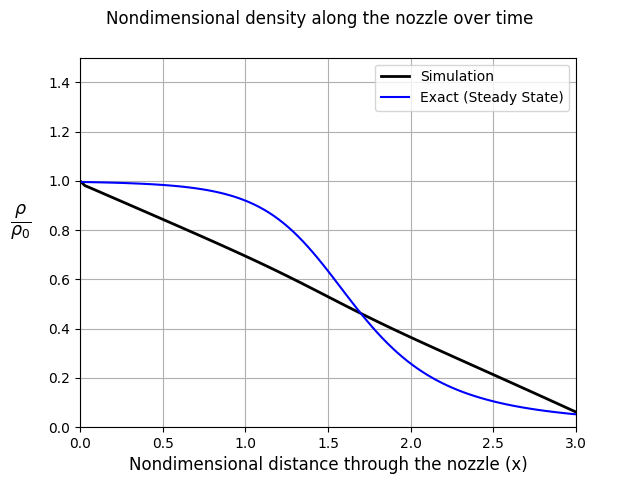 Nondimensional density along the nozzle over time
1.4
1.2
1.0
0.8
0.6
0.4
0.2
0.0
ρ
ρ0
Simulation
Exact (Steady State)
0.0 0.5 1.0 1.5 2.0 2.5 3.0
Nondimensional distance through the nozzle (x)